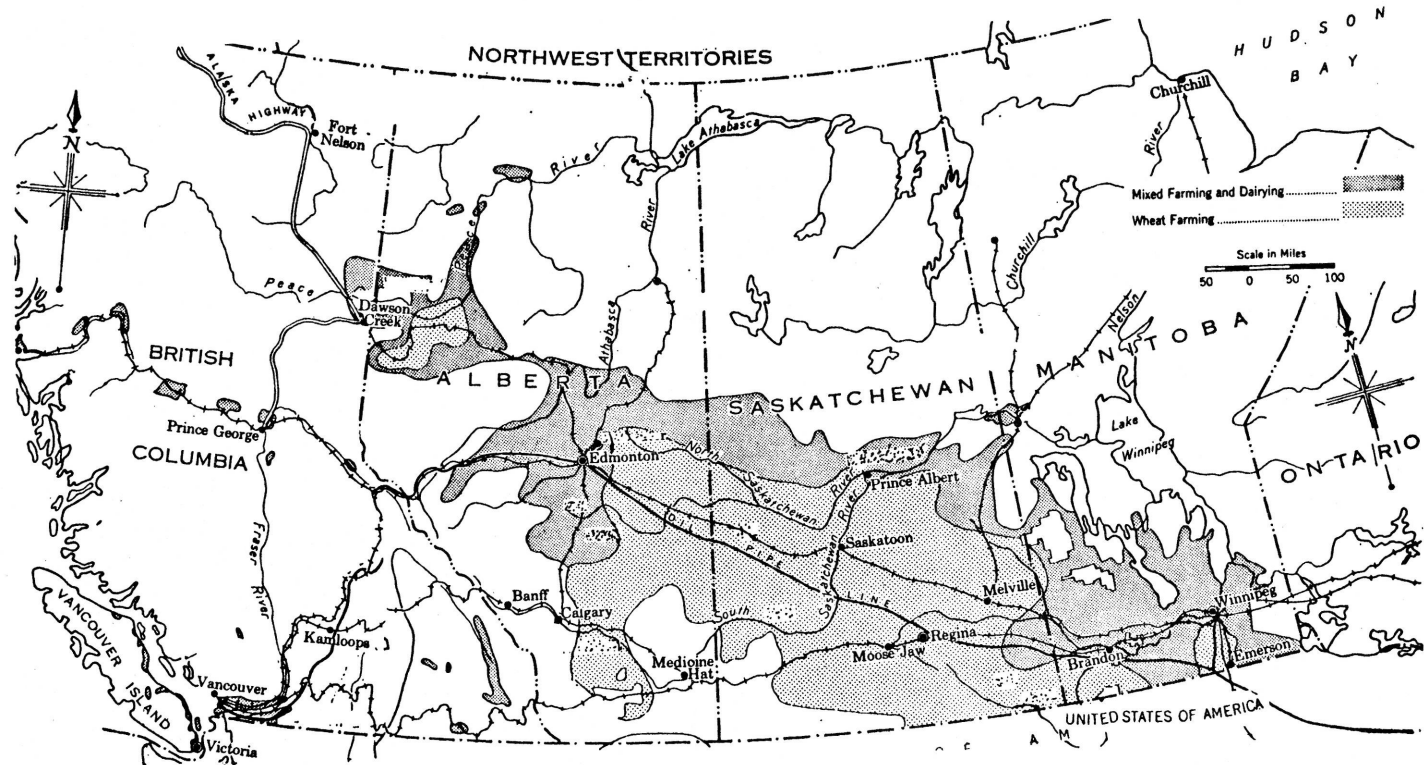 NORTHWEST TERRITORIES
HUDSON
BAY
ALASKA
HIGHWAY
Fort
Nelson
N
Churchill
River
Lake Athabasca
River
River
Peace
Mixed Farming and Dairying
Wheat Farming
Scale in Miles
50 0 50 100
Peace
Dawson
Creek
Athabasca
Churchill
Nelson
N
BRITISH
COLUMBIA
ALBERTA
SASKATCHEWAN
MANITOBA
ONTARIO
Prince George
Edmonton
North
Saskatchewan
River
River
Prince Albert
Lake
Winnipeg
Fraser
River
OIL PIPE LINE
Saskatchewan
Saskatoon
Melville
Banff
Calgary
South
Winnipeg
VANCOUVER
ISLAND
Kamloops
Medicine
Hat
Moose Jaw
Regina
Brandon
Emerson
Vancouver
Victoria
UNITED STATES OF AMERICA
OF AM